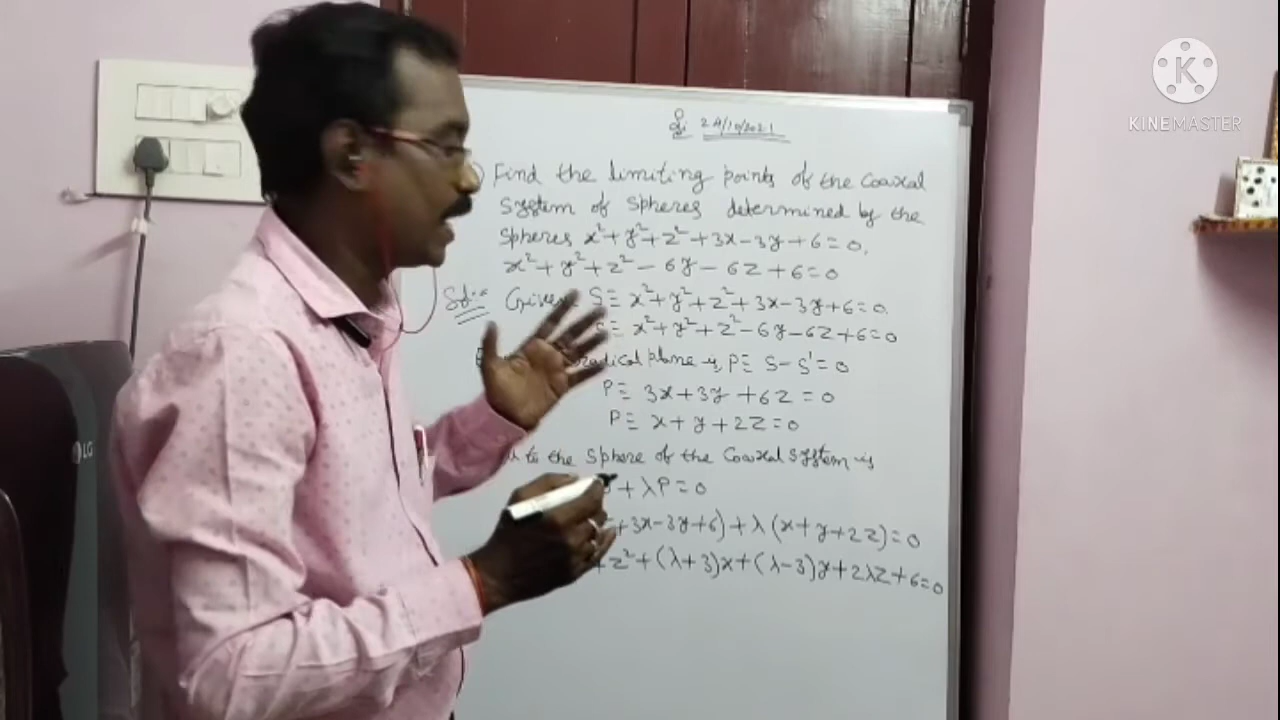 24/10/2021
Find the limiting points of the Coaxal
System of Spheres determined by the
Spheres x²+y²+z²+3x-3y+6=0,
x²+y²+z²-6y-6z+6=0
Sol:- Given S≡ x²+y²+z²+3x-3y+6=0.
≡ x²+y²+z²-6y-6z+6=0
radical plane is, P≡ S-S'=0
P≡ 3x+3y+6z=0
P≡ x+y+2z=0
to the Sphere of the Coaxal System is
+λP=0
+3x-3y+6)+λ(x+y+2z)=0
+z²+(λ+3)x+(λ-3)y+2λz+6=0
LG
K
KINEMASTER